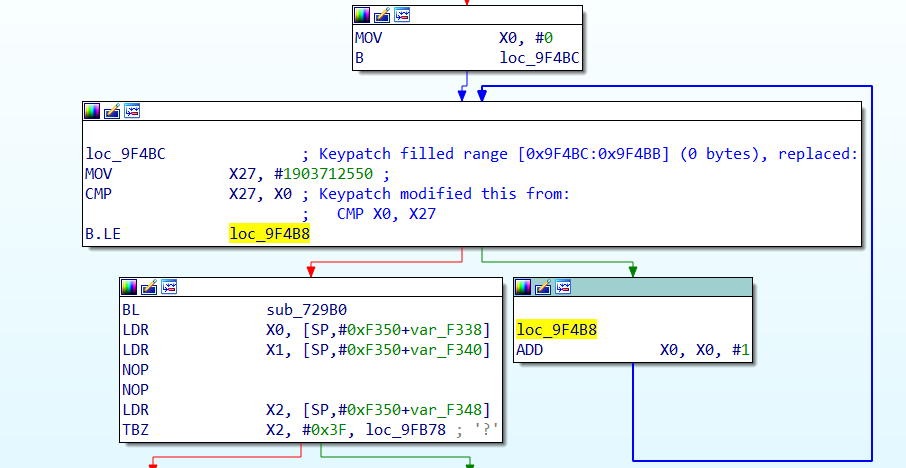 MOV X0, #0
B loc_9F4BC
loc_9F4BC ; Keypatch filled range [0x9F4BC:0x9F4BB] (0 bytes), replaced:
MOV X27, #1903712550 ;
CMP X27, X0 ; Keypatch modified this from:
; CMP X0, X27
B.LE loc_9F4B8
BL sub_729B0
LDR X0, [SP,#0xF350+var_F338]
LDR X1, [SP,#0xF350+var_F340]
NOP
NOP
LDR X2, [SP,#0xF350+var_F348]
TBZ X2, #0x3F, loc_9FB78 ; '?'
loc_9F4B8
ADD X0, X0, #1